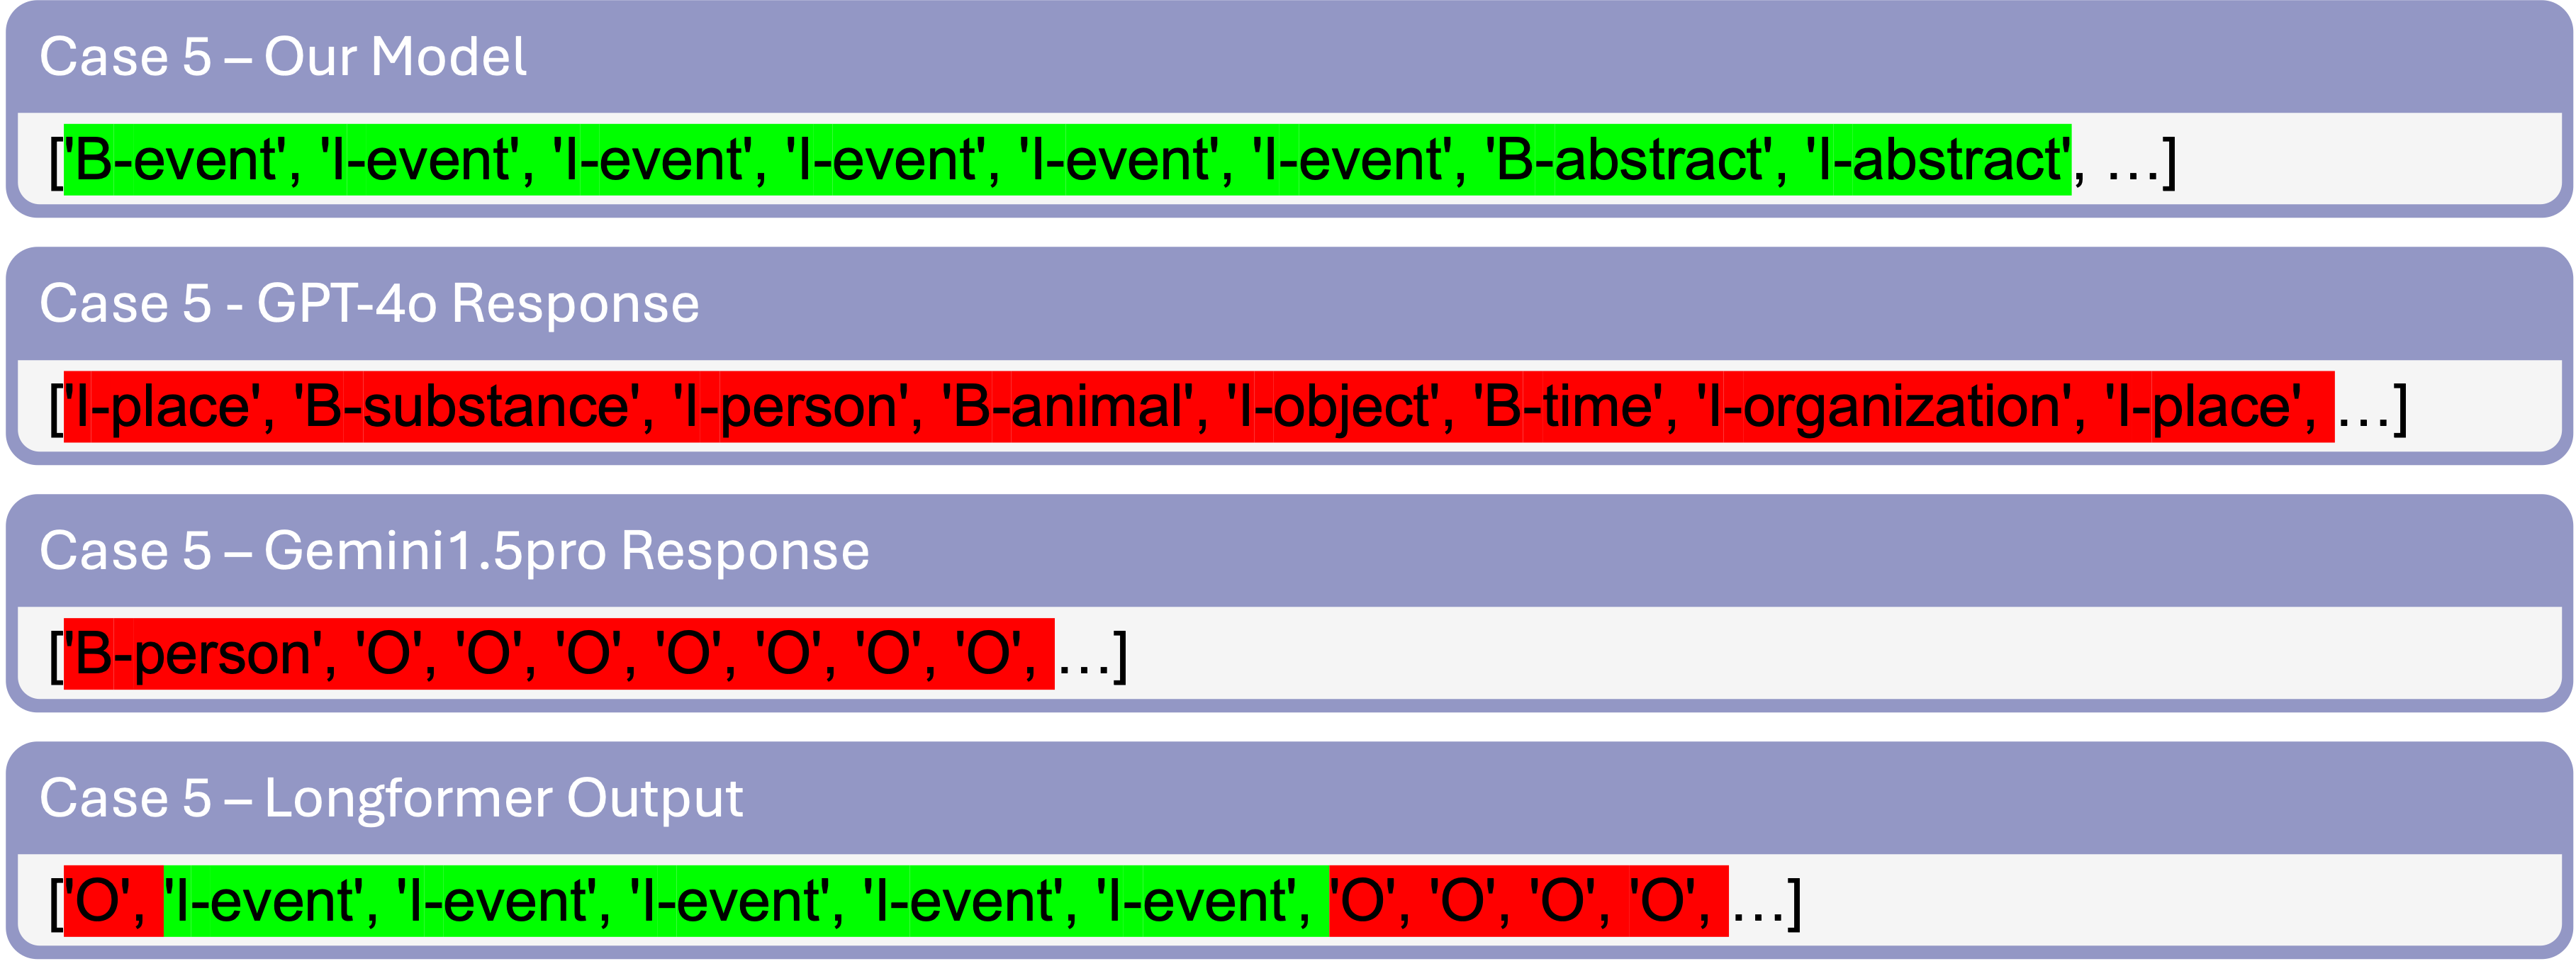 Case 5 – Our Model
['B-event', 'I-event', 'I-event', 'I-event', 'I-event', 'I-event', 'B-abstract', 'I-abstract', …]
Case 5 - GPT-4o Response
['I-place', 'B-substance', 'I-person', 'B-animal', 'I-object', 'B-time', 'I-organization', 'I-place', …]
Case 5 – Gemini1.5pro Response
['B-person', 'O', 'O', 'O', 'O', 'O', 'O', 'O', …]
Case 5 – Longformer Output
['O', 'I-event', 'I-event', 'I-event', 'I-event', 'I-event', 'O', 'O', 'O', 'O', …]